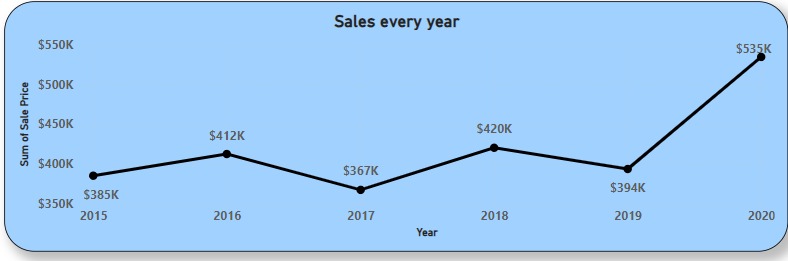 Sales every year
Sum of Sale Price
$550K
$500K
$450K
$400K
$350K
$385K
$412K
$367K
$420K
$394K
$535K
2015 2016 2017 2018 2019 2020
Year